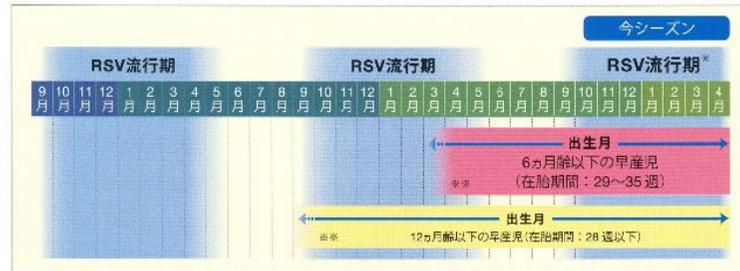 今シーズン
RSV流行期 RSV流行期 RSV流行期※
9月 10月 11月 12月 1月 2月 3月 4月 5月 6月 7月 8月 9月 10月 11月 12月 1月 2月 3月 4月 5月 6月 7月 8月 9月 10月 11月 12月 1月 2月 3月 4月
出生月
6ヵ月齢以下の早産児
※※ (在胎期間：29〜35週)
出生月
※※ 12ヵ月齢以下の早産児(在胎期間：28週以下)